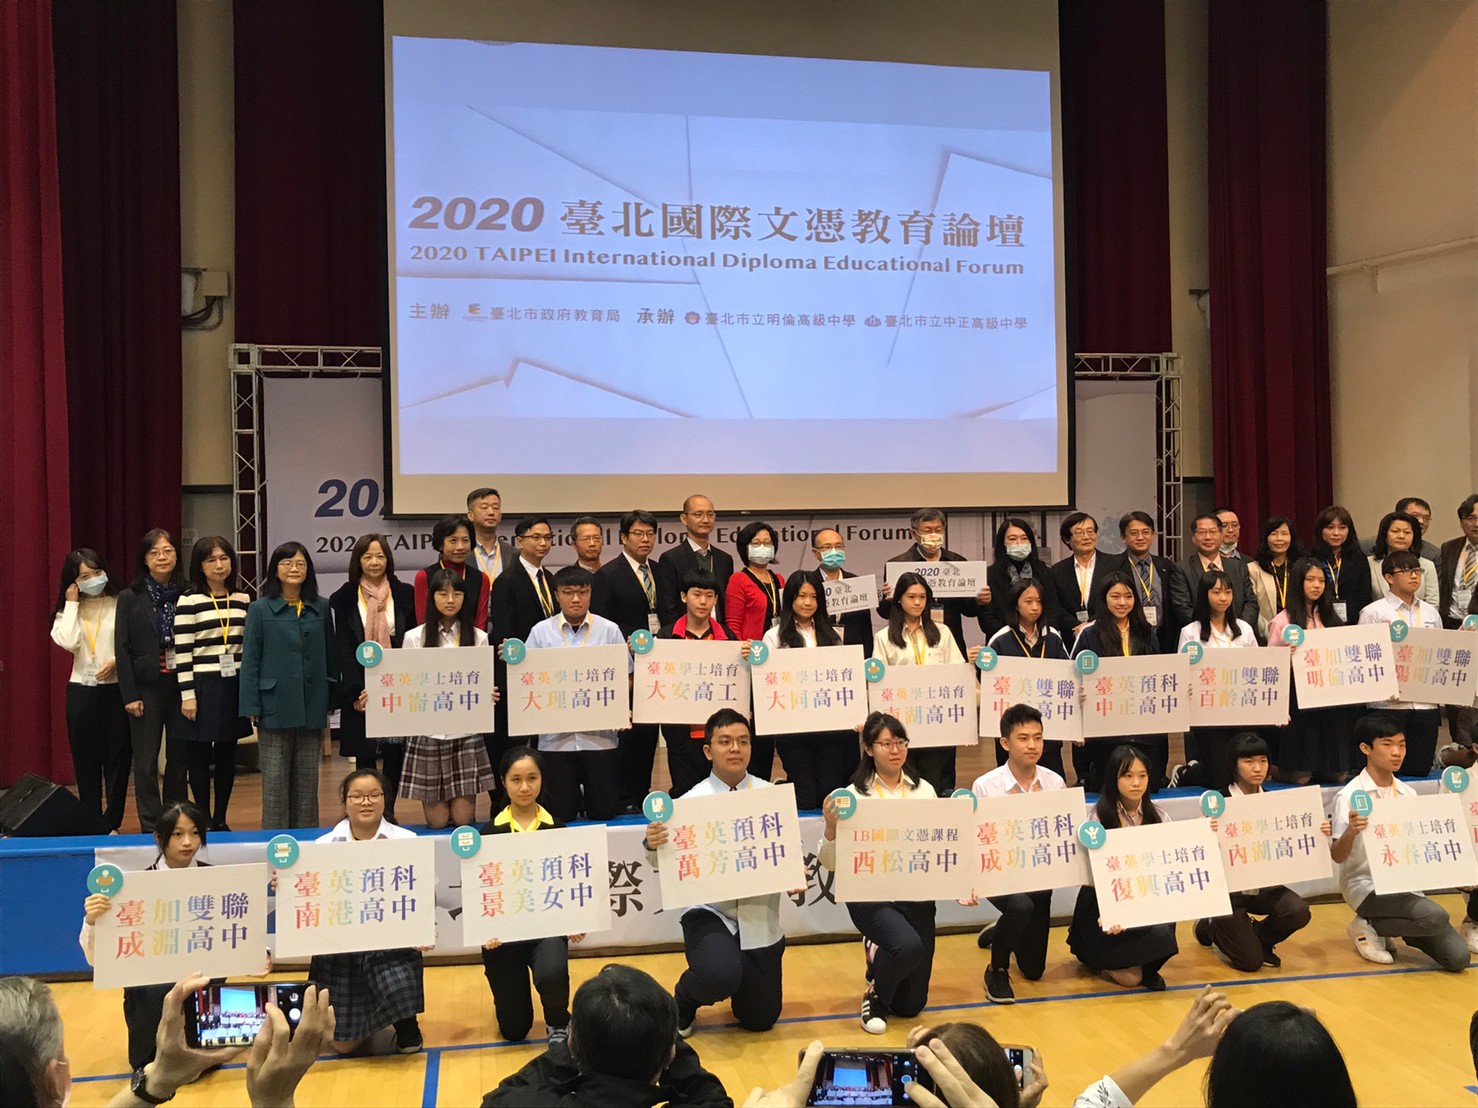 2020 臺北國際文憑教育論壇
2020 TAIPEI International Diploma Educational Forum
主辦 臺北市政府教育局 承辦 臺北市立明倫高級中學 臺北市立中正高級中學
2020 臺北
憑教育論壇
臺英學士培育
中崙高中
臺英學士培育
大理高中
臺英學士培育
大安高工
臺英學士培育
大同高中
臺英學士培育
南湖高中
美雙聯
高中
臺英預科
中正高中
臺加雙聯
百齡高中
臺加雙聯
明倫高中
臺加雙聯
陽明高中
臺加雙聯
成淵高中
臺英預科
南港高中
臺英預科
景美女中
臺英預科
萬芳高中
IB國際文憑課程
西松高中
臺英預科
成功高中
臺英學士培育
復興高中
臺英學士培育
內湖高中
臺英學士培育
永春高中